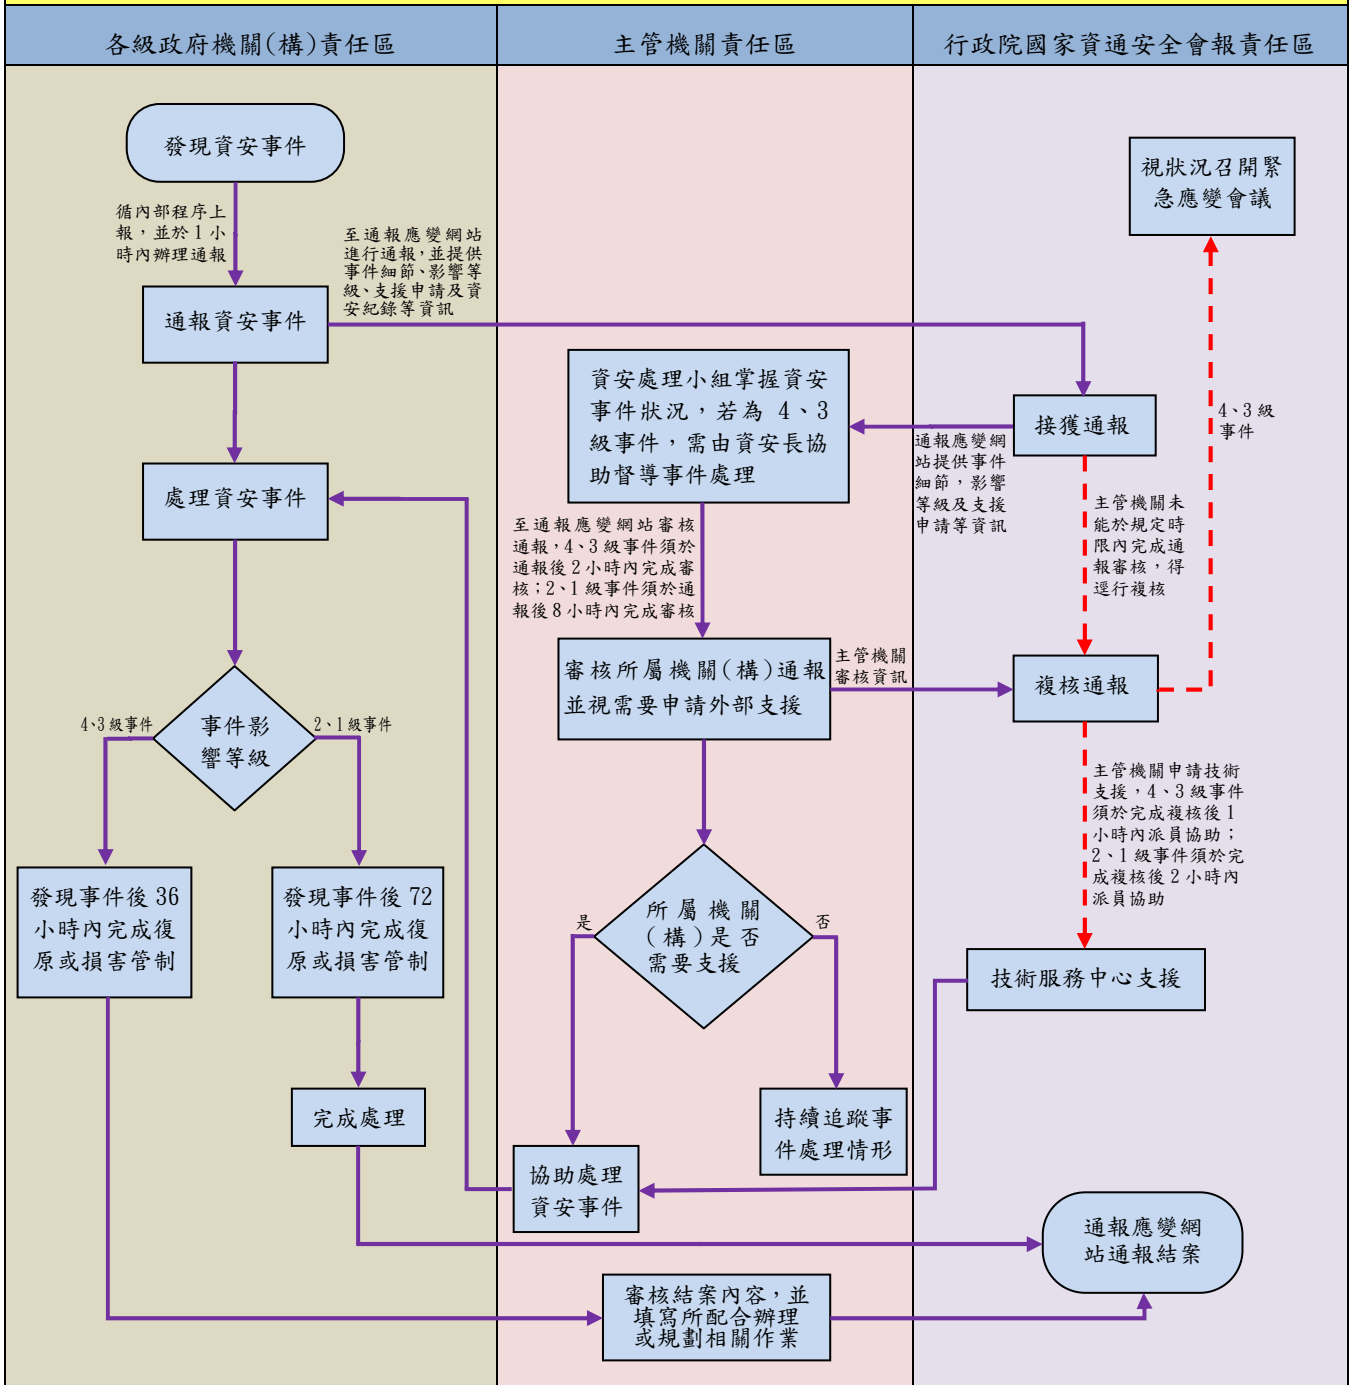 各級政府機關(構)責任區
主管機關責任區
行政院國家資通安全會報責任區
發現資安事件
循內部程序上
報，並於1小
時內辦理通報
至通報應變網站
進行通報，並提供
事件細節、影響等
級、支援申請及資
安紀錄等資訊
通報資安事件
視狀況召開緊
急應變會議
資安處理小組掌握資安
事件狀況，若為 4、3
級事件，需由資安長協
助督導事件處理
接獲通報
4、3級
事件
通報應變網
站提供事件
細節，影響
等級及支援
申請等資訊
處理資安事件
主管機關未
能於規定時
限內完成通
報審核，得
逕行複核
至通報應變網站審核
通報，4、3級事件須於
通報後2小時內完成審
核；2、1級事件須於通
報後8小時內完成審核
審核所屬機關(構)通報
並視需要申請外部支援
主管機關
審核資訊
複核通報
4、3級事件
事件影
響等級
2、1級事件
主管機關申請技術
支援，4、3級事件
須於完成複核後1
小時內派員協助；
2、1級事件須於完
成複核後2小時內
派員協助
發現事件後 36
小時內完成復
原或損害管制
發現事件後 72
小時內完成復
原或損害管制
是
所屬機關
(構)是否
需要支援
否
技術服務中心支援
完成處理
持續追蹤事
件處理情形
協助處理
資安事件
通報應變網
站通報結案
審核結案內容，並
填寫所配合辦理
或規劃相關作業